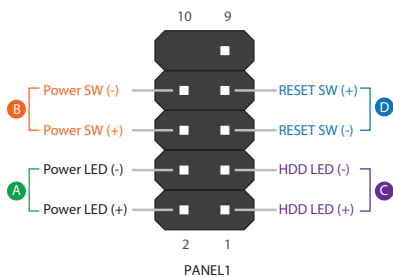 10 9
Power SW (-) RESET SW (+)
B D
Power SW (+) RESET SW (-)
Power LED (-) HDD LED (-)
A C
Power LED (+) HDD LED (+)
2 1
PANEL1